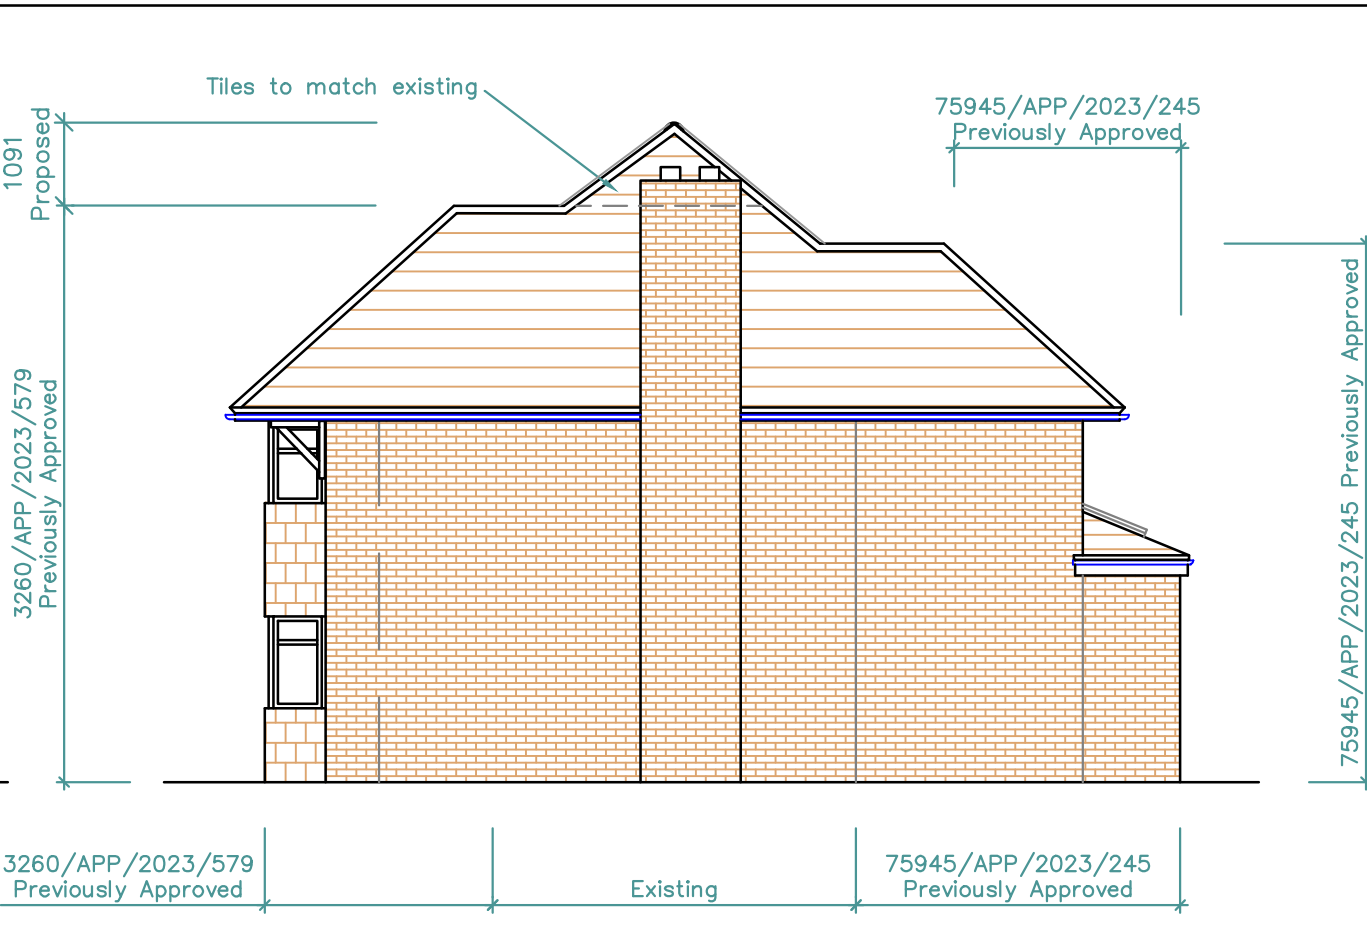 Tiles to match existing
75945/APP/2023/245
Previously Approved
1091
Proposed
3260/APP/2023/579
Previously Approved
75945/APP/2023/245 Previously Approved
3260/APP/2023/579
Previously Approved
Existing
75945/APP/2023/245
Previously Approved